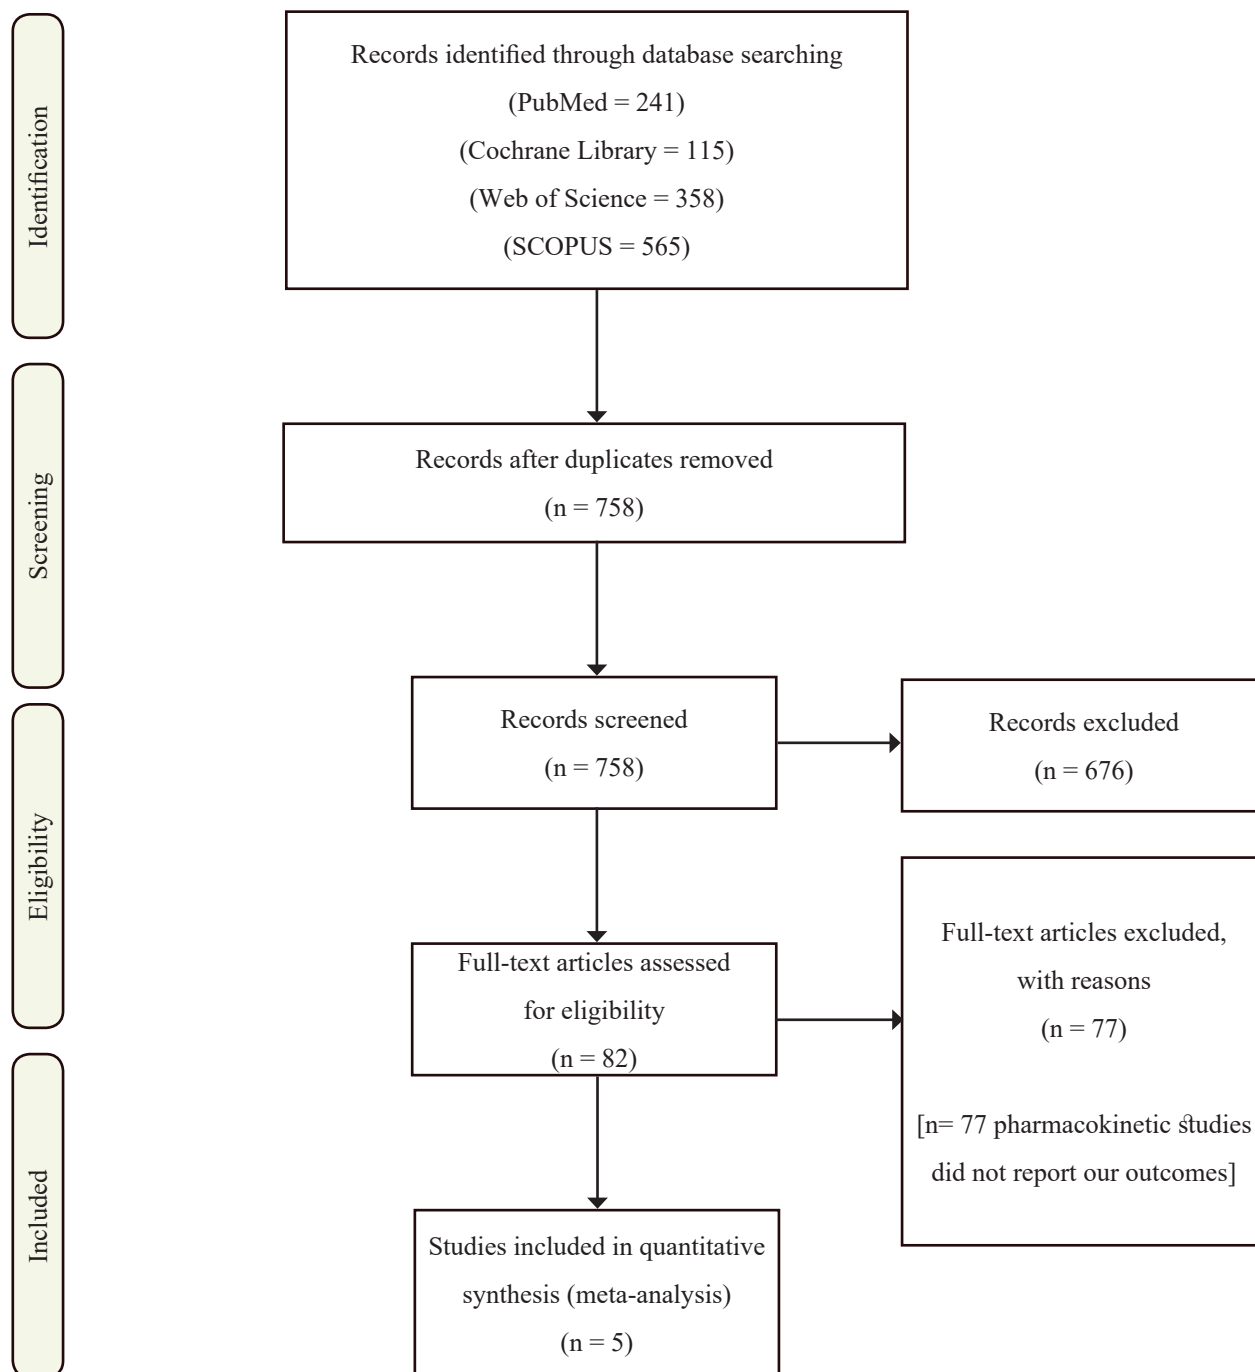 Identification
Records identified through database searching
(PubMed = 241)
(Cochrane Library = 115)
(Web of Science = 358)
(SCOPUS = 565)
Screening
Records after duplicates removed
(n = 758)
Records screened
(n = 758)
Records excluded
(n = 676)
Eligibility
Full-text articles assessed
for eligibility
(n = 82)
Full-text articles excluded,
with reasons
(n = 77)
[n= 77 pharmacokinetic studies
did not report our outcomes]
Included
Studies included in quantitative
synthesis (meta-analysis)
(n = 5)